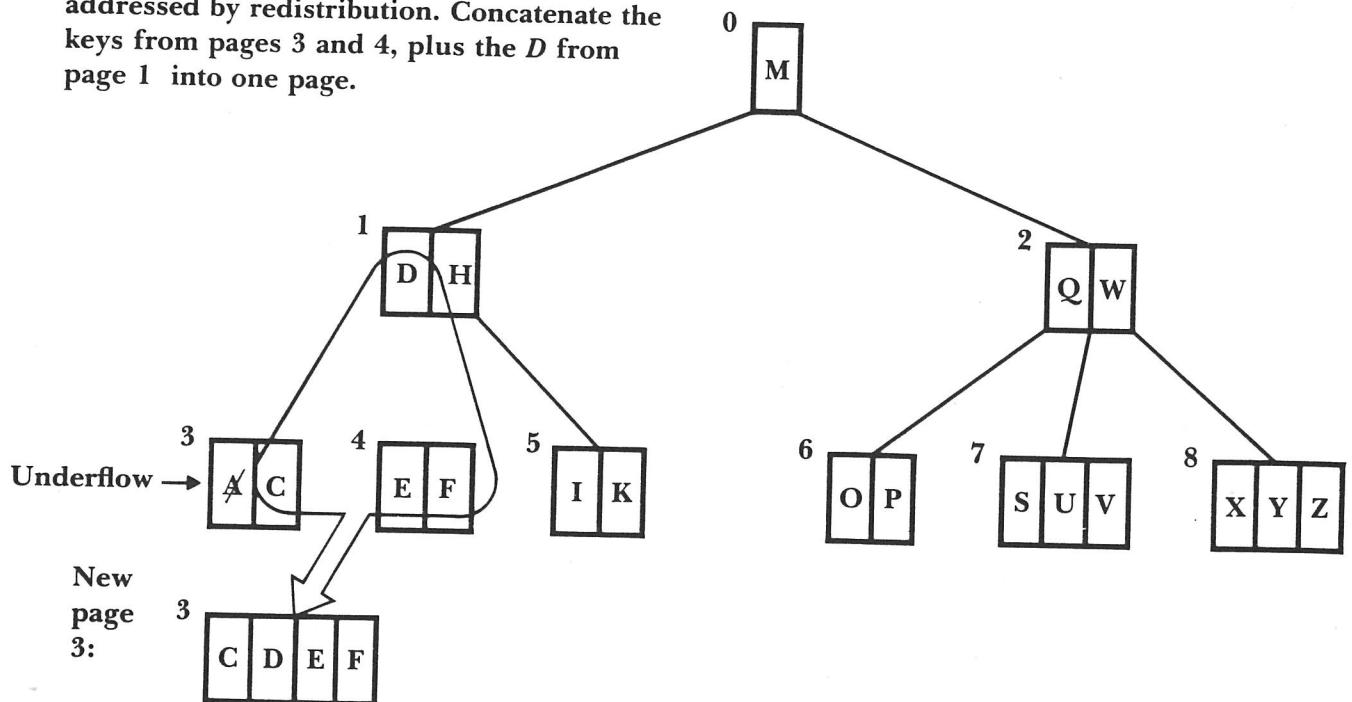 addressed by redistribution. Concatenate the
keys from pages 3 and 4, plus the D from
page 1 into one page.
0
M
1
D H
2
Q W
Underflow
3
A C
4
E F
5
I K
6
O P
7
S U V
8
X Y Z
New
page
3:
3
C D E F